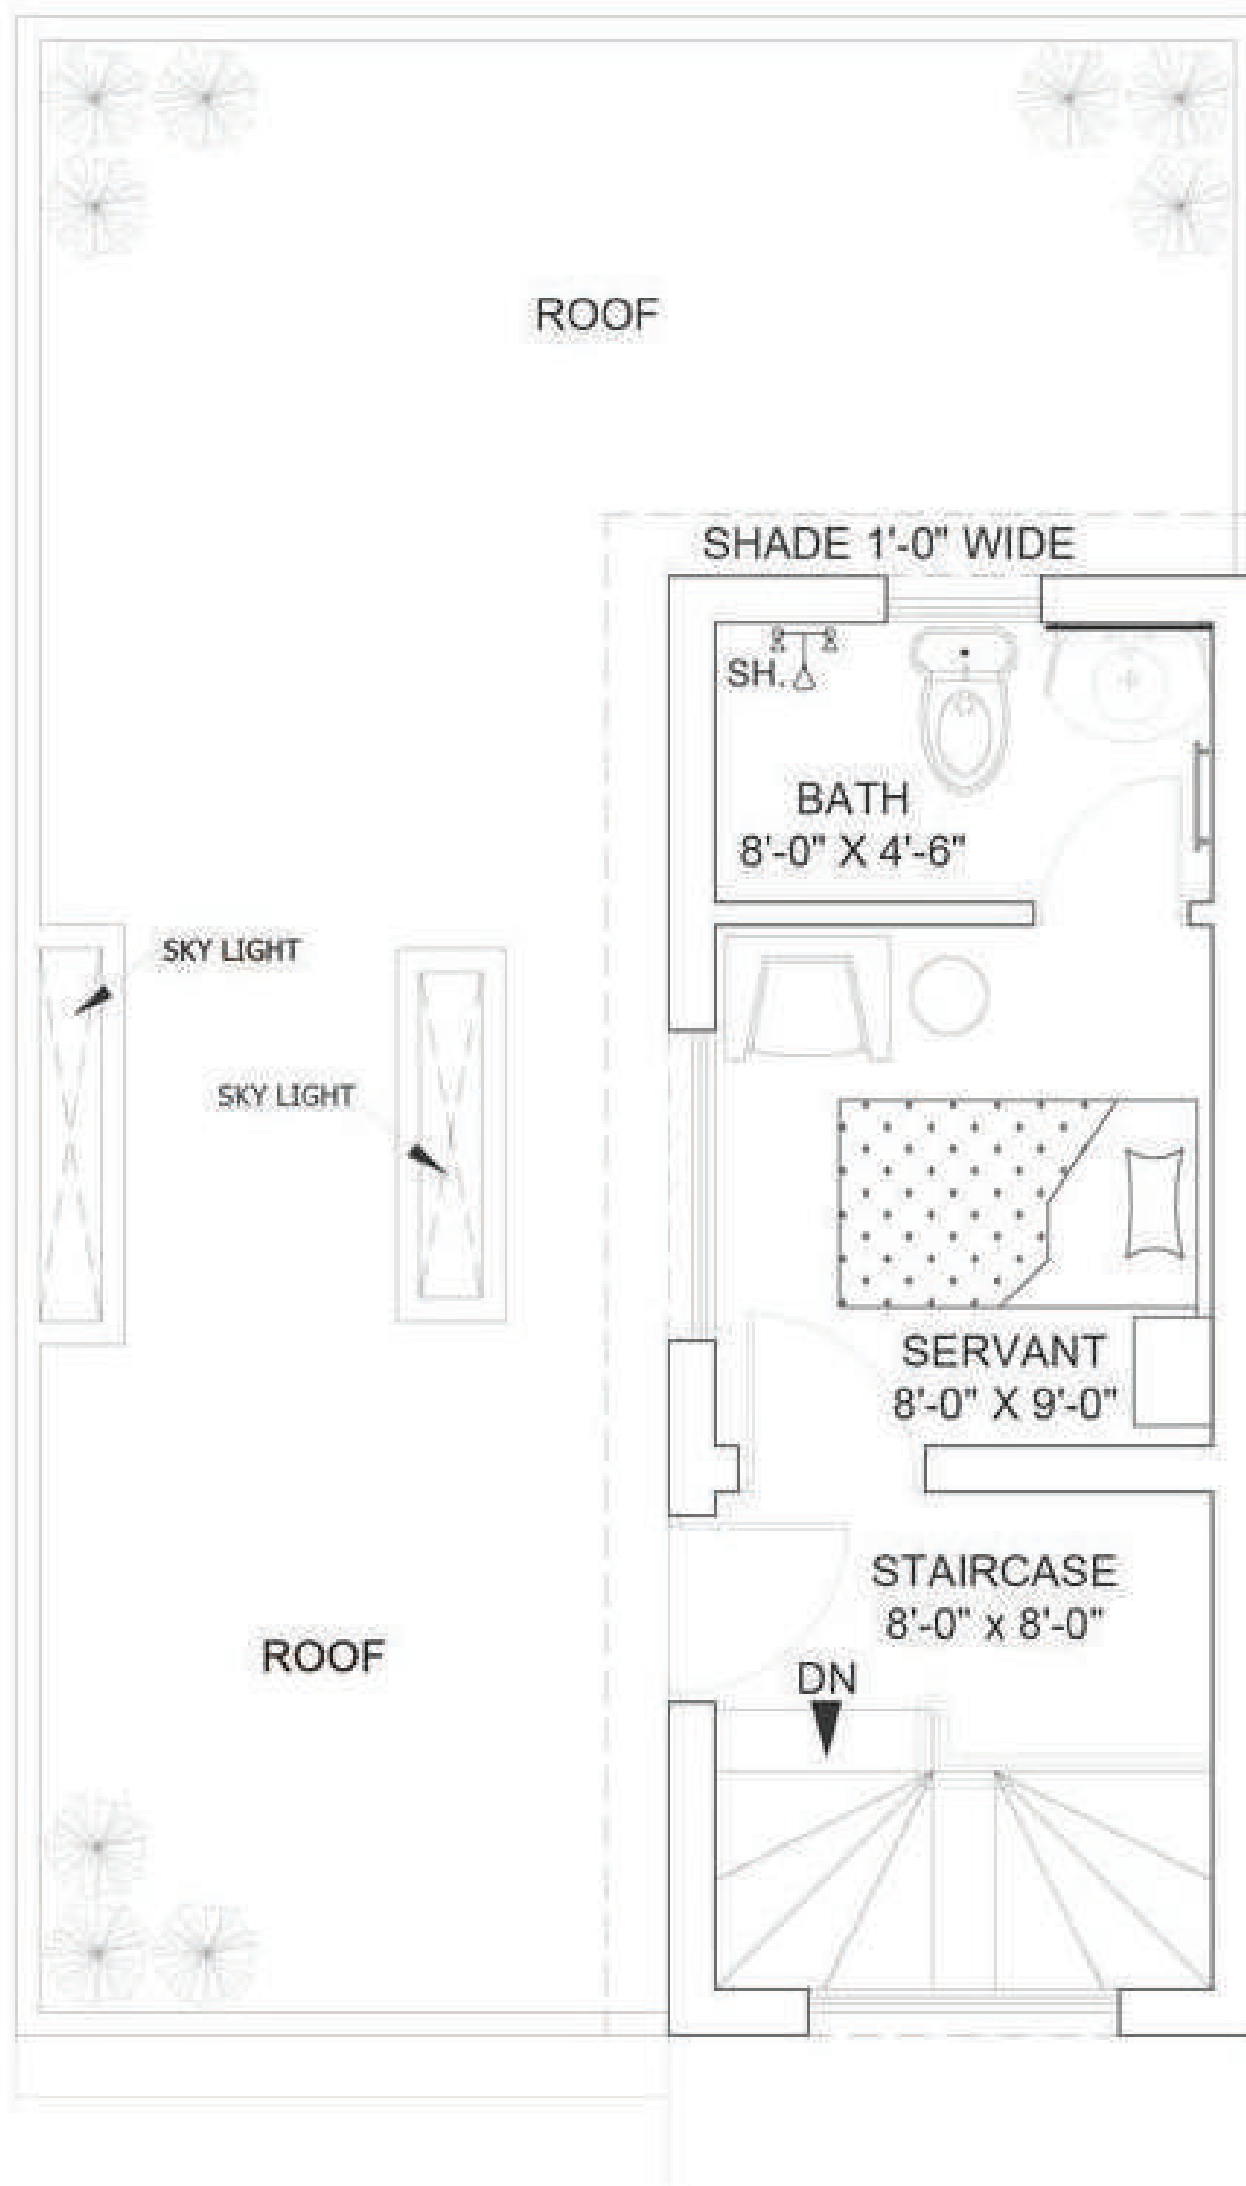 ROOF
SHADE 1'-0" WIDE
SH.
BATH
8'-0" X 4'-6"
SKY LIGHT
SKY LIGHT
SERVANT
8'-0" X 9'-0"
STAIRCASE
8'-0" x 8'-0"
ROOF
DN